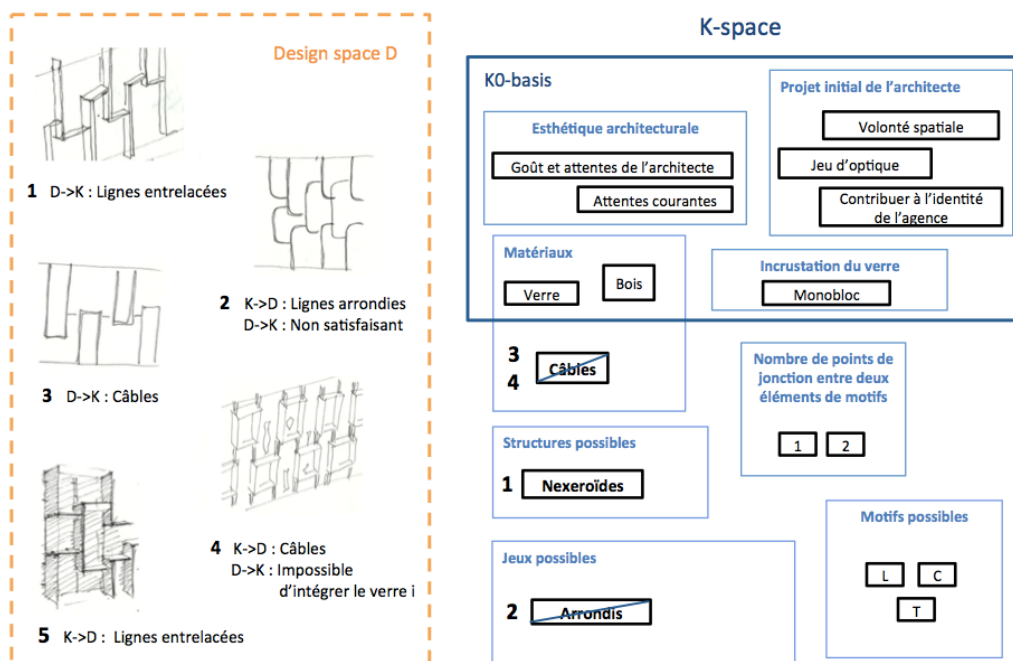 Design space D
1 D->K : Lignes entrelacées
2 K->D : Lignes arrondies
D->K : Non satisfaisant
3 D->K : Câbles
4 K->D : Câbles
D->K : Impossible
d'intégrer le verre i
5 K->D : Lignes entrelacées
K-space
K0-basis
Esthétique architecturale
Goût et attentes de l'architecte
Attentes courantes
Projet initial de l'architecte
Volonté spatiale
Jeu d'optique
Contribuer à l'identité
de l'agence
Matériaux
Verre
Bois
Incrustation du verre
Monobloc
3
4
Câbles
Nombre de points de
jonction entre deux
éléments de motifs
1 2
Structures possibles
1 Nexeroïdes
Motifs possibles
L C
T
Jeux possibles
2 Arrondis